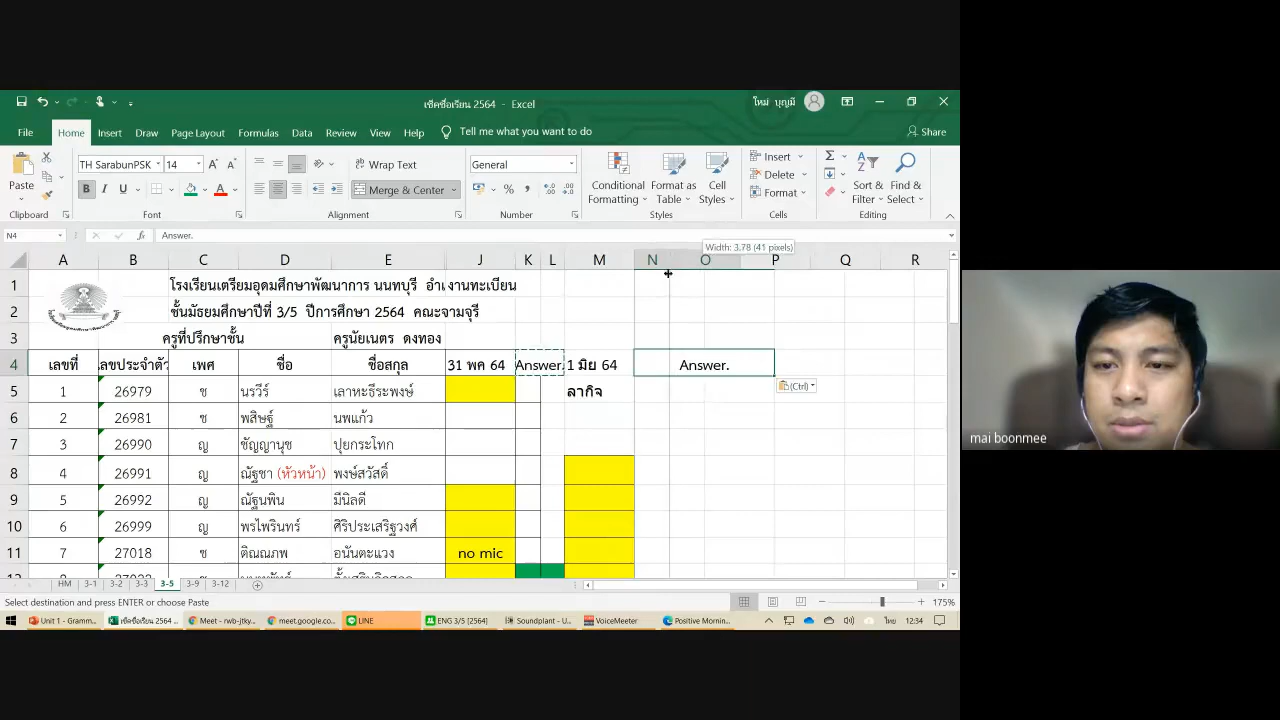 เช็คชื่อเรียน 2564 - Excel
ใหม่ บุญมี
File Home Insert Draw Page Layout Formulas Data Review View Help Tell me what you want to do Share
TH SarabunPSK 14 Wrap Text General Insert
Paste B I U Merge & Center Conditional Formatting Format as Table Cell Styles Delete Format Sort & Filter Find & Select
Clipboard Font Alignment Number Styles Cells Editing
N4 Answer.
Width: 3.78 (41 pixels)
A B C D E J K L M N O P Q R
1 โรงเรียนเตรียมอุดมศึกษาพัฒนาการ นนทบุรี อำเ งานทะเบียน
2 ชั้นมัธยมศึกษาปีที่ 3/5 ปีการศึกษา 2564 คณะจามจุรี
3 ครูที่ปรึกษาชั้น ครูนัยเนตร ดงทอง
4 เลขที่ เลขประจำตัว เพศ ชื่อ ชื่อสกุล 31 พค 64 Answer. 1 มิย 64 Answer.
5 1 26979 ช นรวีร์ เลาหะธีระพงษ์ ลากิจ
(Ctrl)
6 2 26981 ช พสิษฐ์ นพแก้ว
7 3 26990 ญ ชัญญานุช ปุยกระโทก
8 4 26991 ญ ณัฐชา (หัวหน้า) พงษ์สวัสดิ์
9 5 26992 ญ ณัฐนพิน มีนิลดี
10 6 26999 ญ พรไพรินทร์ ศิริประเสริฐวงศ์
11 7 27018 ช ติณณภพ อนันตะแวง no mic
HM 3-1 3-2 3-3 3-5 3-9 3-12
Select destination and press ENTER or choose Paste 175%
Unit 1 - Gramm... เช็คชื่อเรียน 2564 ... Meet - rwb-jtky... meet.google.co... LINE ENG 3/5 [2564] Soundplant - U... VoiceMeeter Positive Mornin... ไทย 12:34
mai boonmee